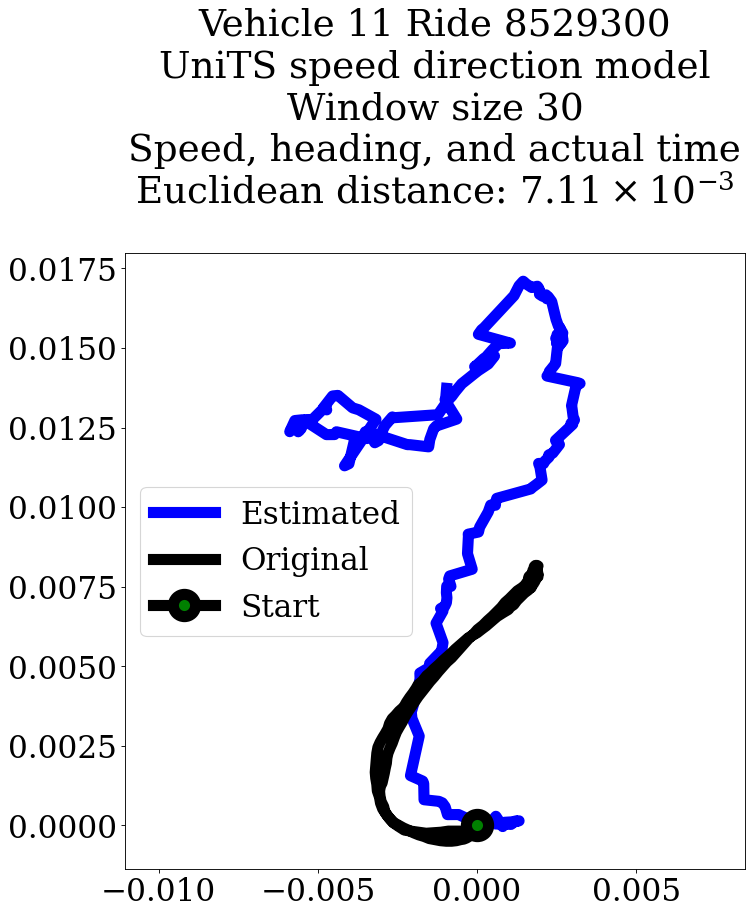 Vehicle 11 Ride 8529300
UniTS speed direction model
Window size 30
Speed, heading, and actual time
Euclidean distance: 7.11 × 10⁻³
0.0175
0.0150
0.0125
0.0100
0.0075
0.0050
0.0025
0.0000
Estimated
Original
Start
−0.010 −0.005 0.000 0.005